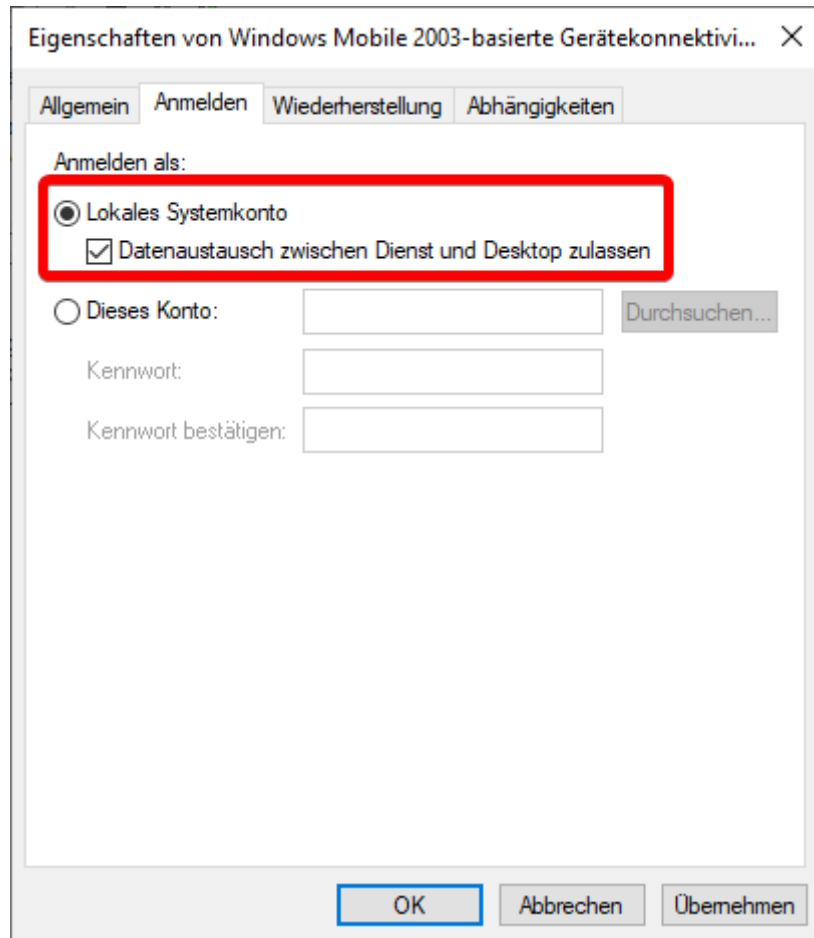 Eigenschaften von Windows Mobile 2003-basierte Gerätekonnektivi...
Allgemein Anmelden Wiederherstellung Abhängigkeiten
Anmelden als:
Lokales Systemkonto
Datenaustausch zwischen Dienst und Desktop zulassen
Dieses Konto: Durchsuchen...
Kennwort:
Kennwort bestätigen:
OK Abbrechen Übernehmen